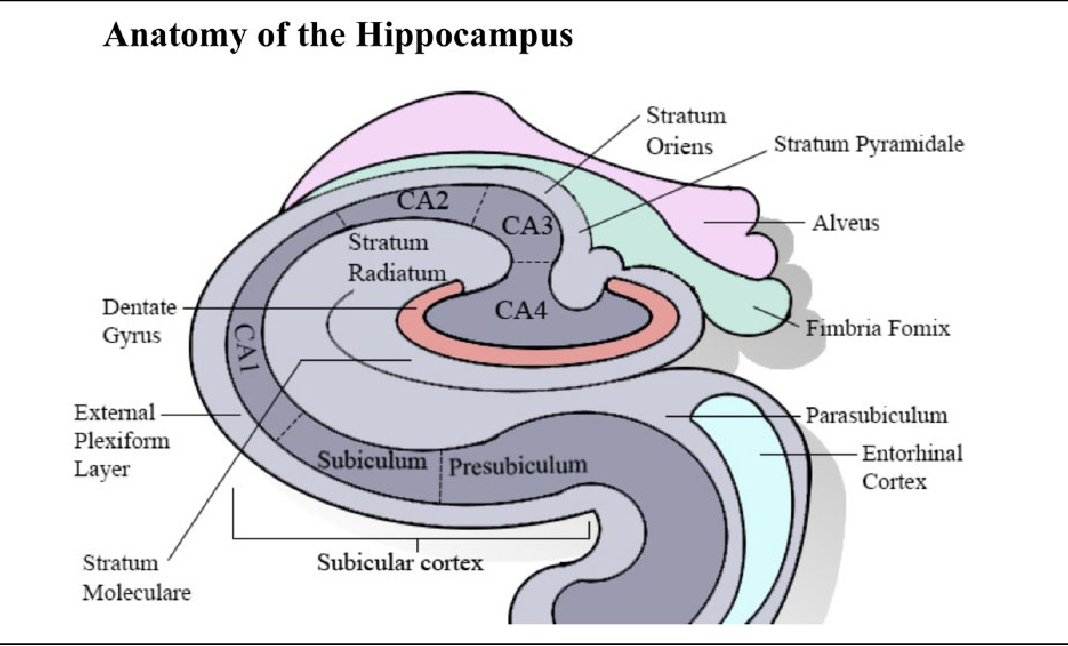 Anatomy of the Hippocampus
Stratum
Oriens
Stratum Pyramidale
CA2
CA3
Alveus
Stratum
Radiatum
Dentate
Gyrus
CA4
Fimbria Fomix
CA1
External
Plexiform
Layer
Parasubiculum
Subiculum
Presubiculum
Entorhinal
Cortex
Stratum
Moleculare
Subicular cortex